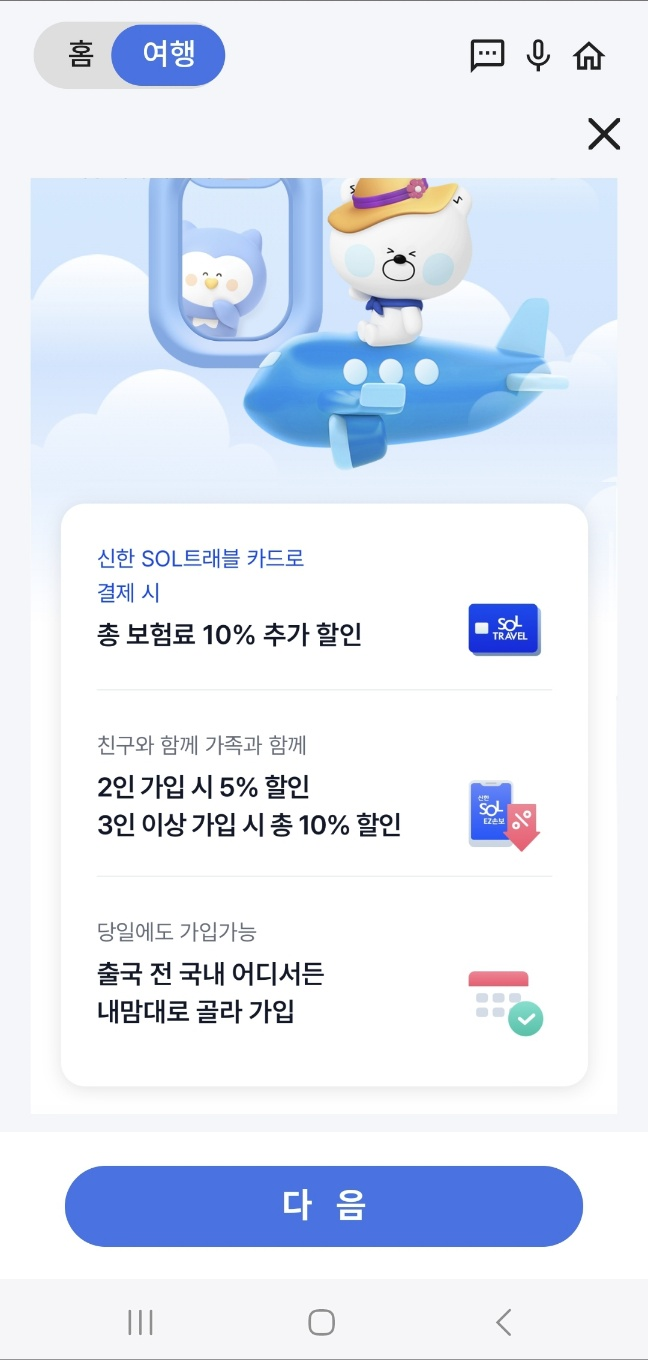 홈 여행
신한 SOL트래블 카드로
결제 시
총 보험료 10% 추가 할인
SOL
TRAVEL
친구와 함께 가족과 함께
2인 가입 시 5% 할인
3인 이상 가입 시 총 10% 할인
신한
SOL
EZ손보
당일에도 가입가능
출국 전 국내 어디서든
내맘대로 골라 가입
다 음